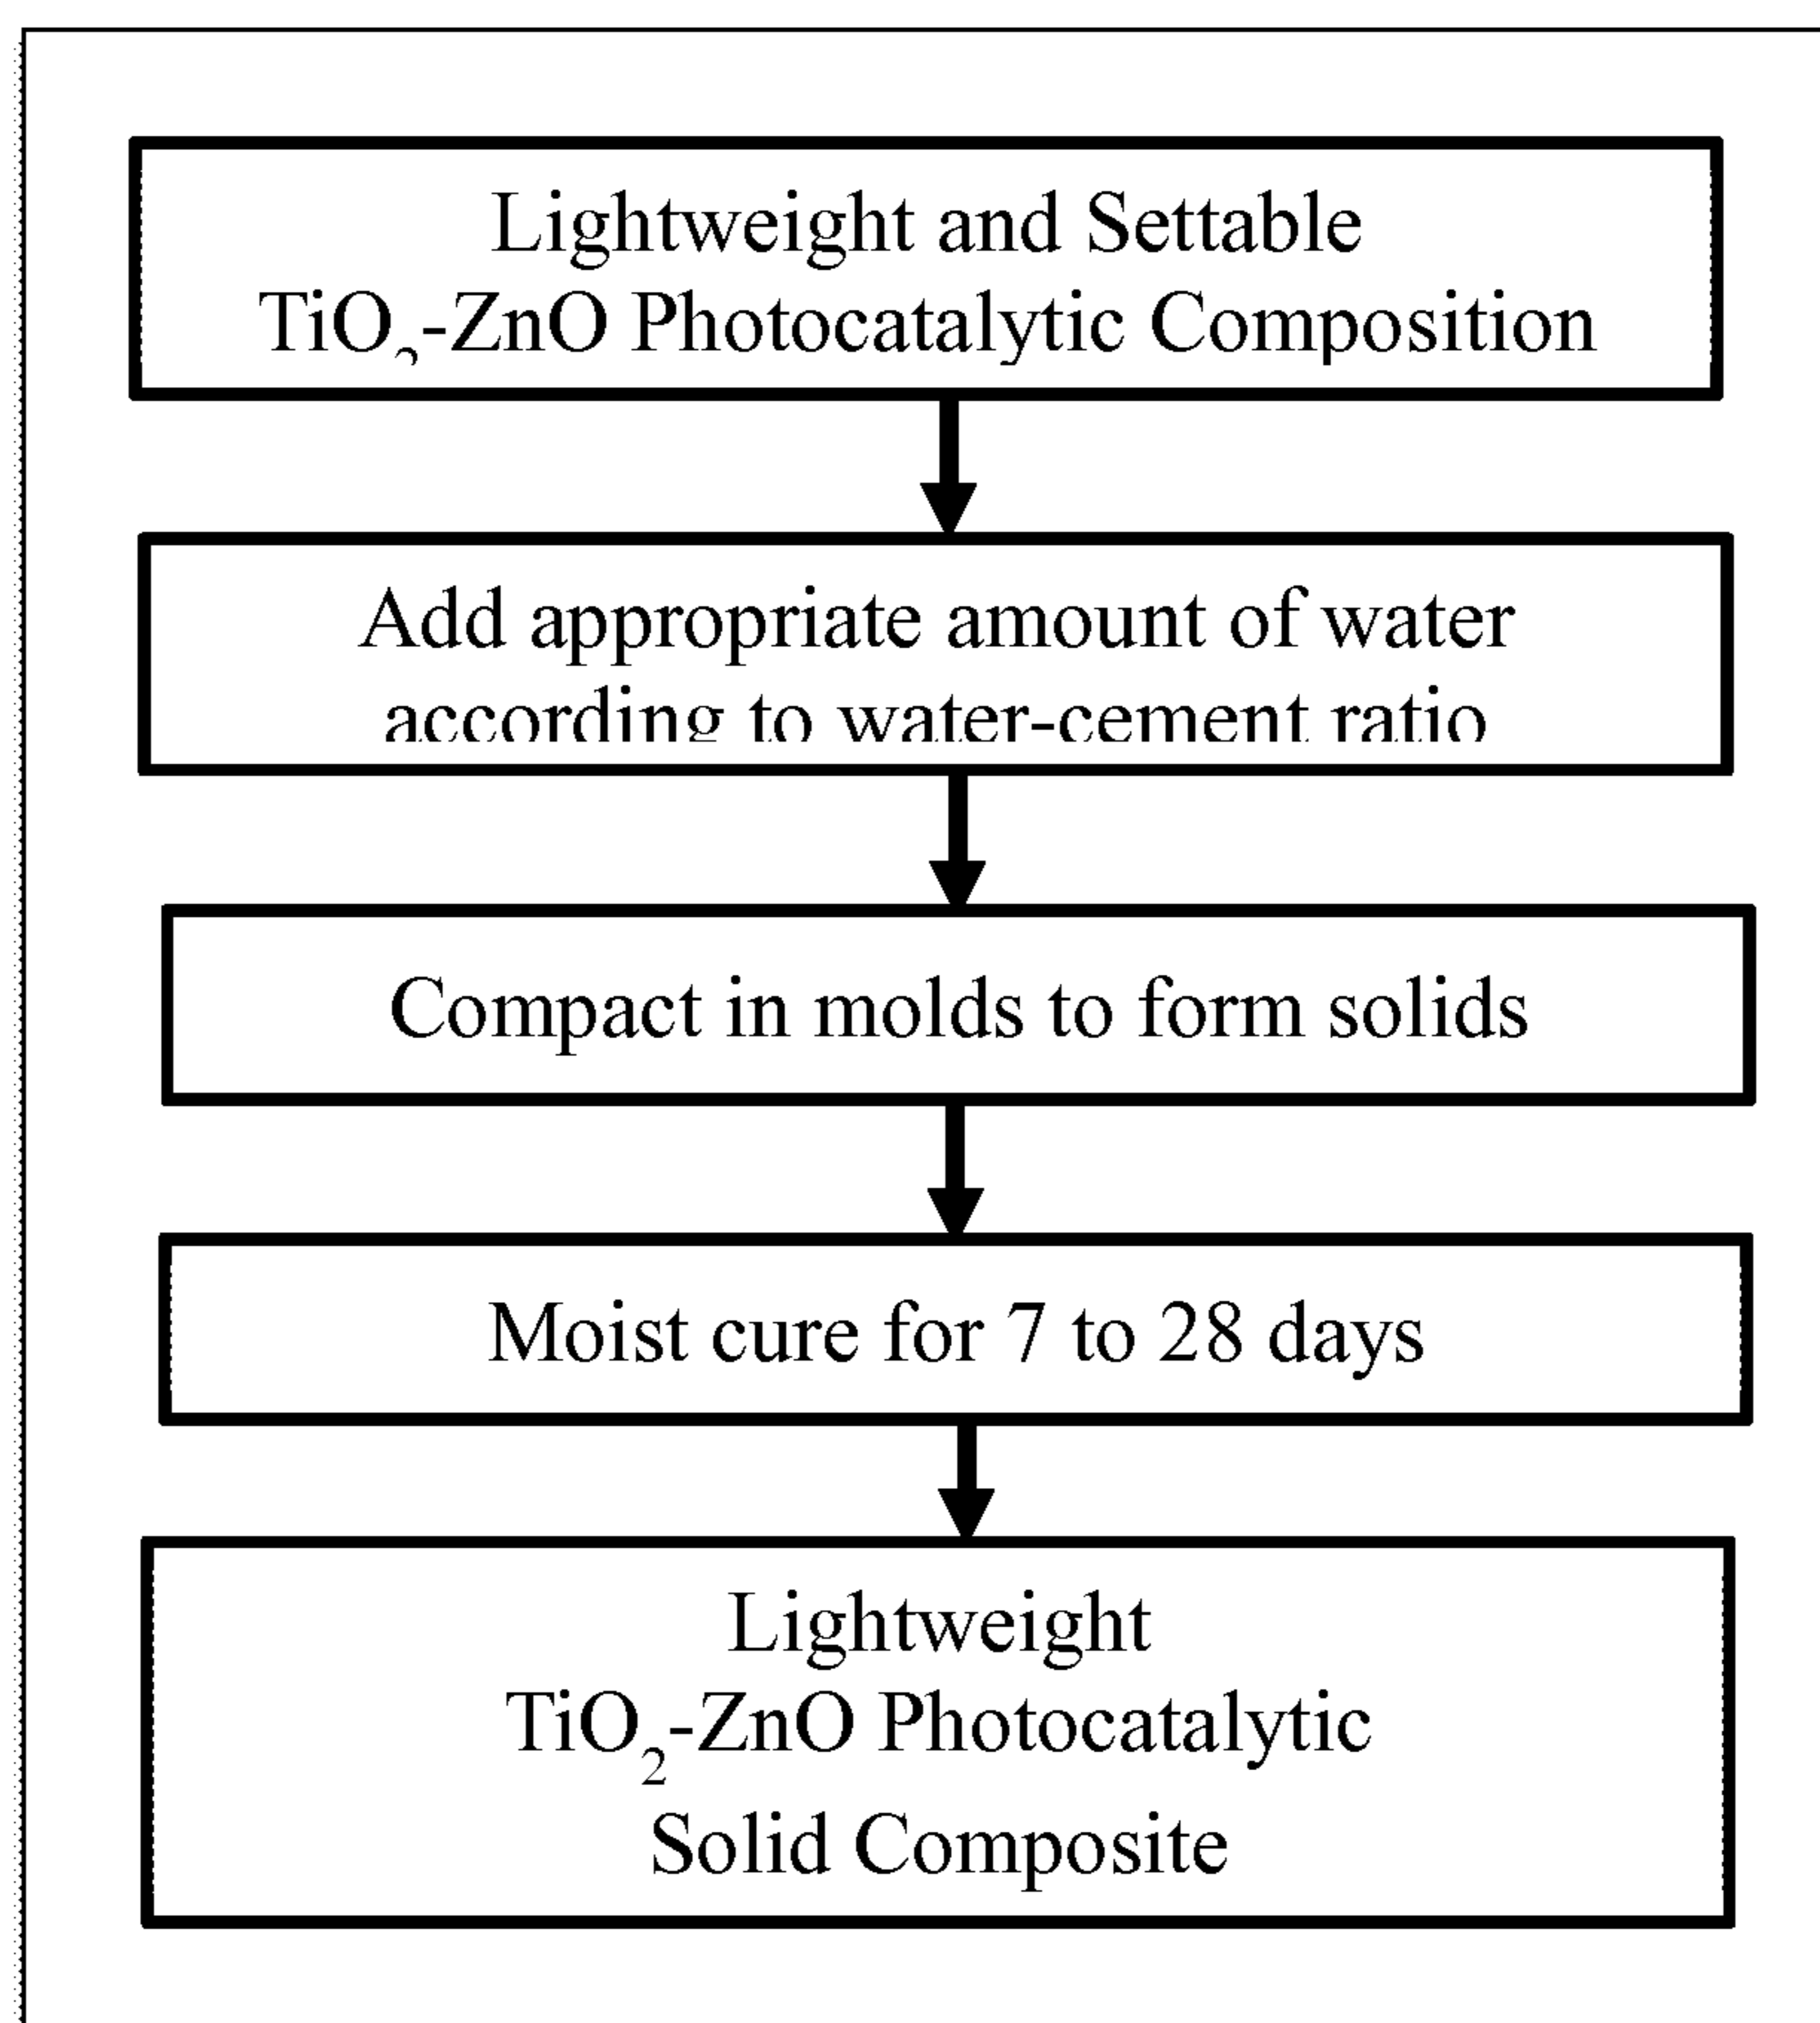 Lightweight and Settable
TiO₂-ZnO Photocatalytic Composition
Add appropriate amount of water
according to water-cement ratio
Compact in molds to form solids
Moist cure for 7 to 28 days
Lightweight
TiO₂-ZnO Photocatalytic
Solid Composite